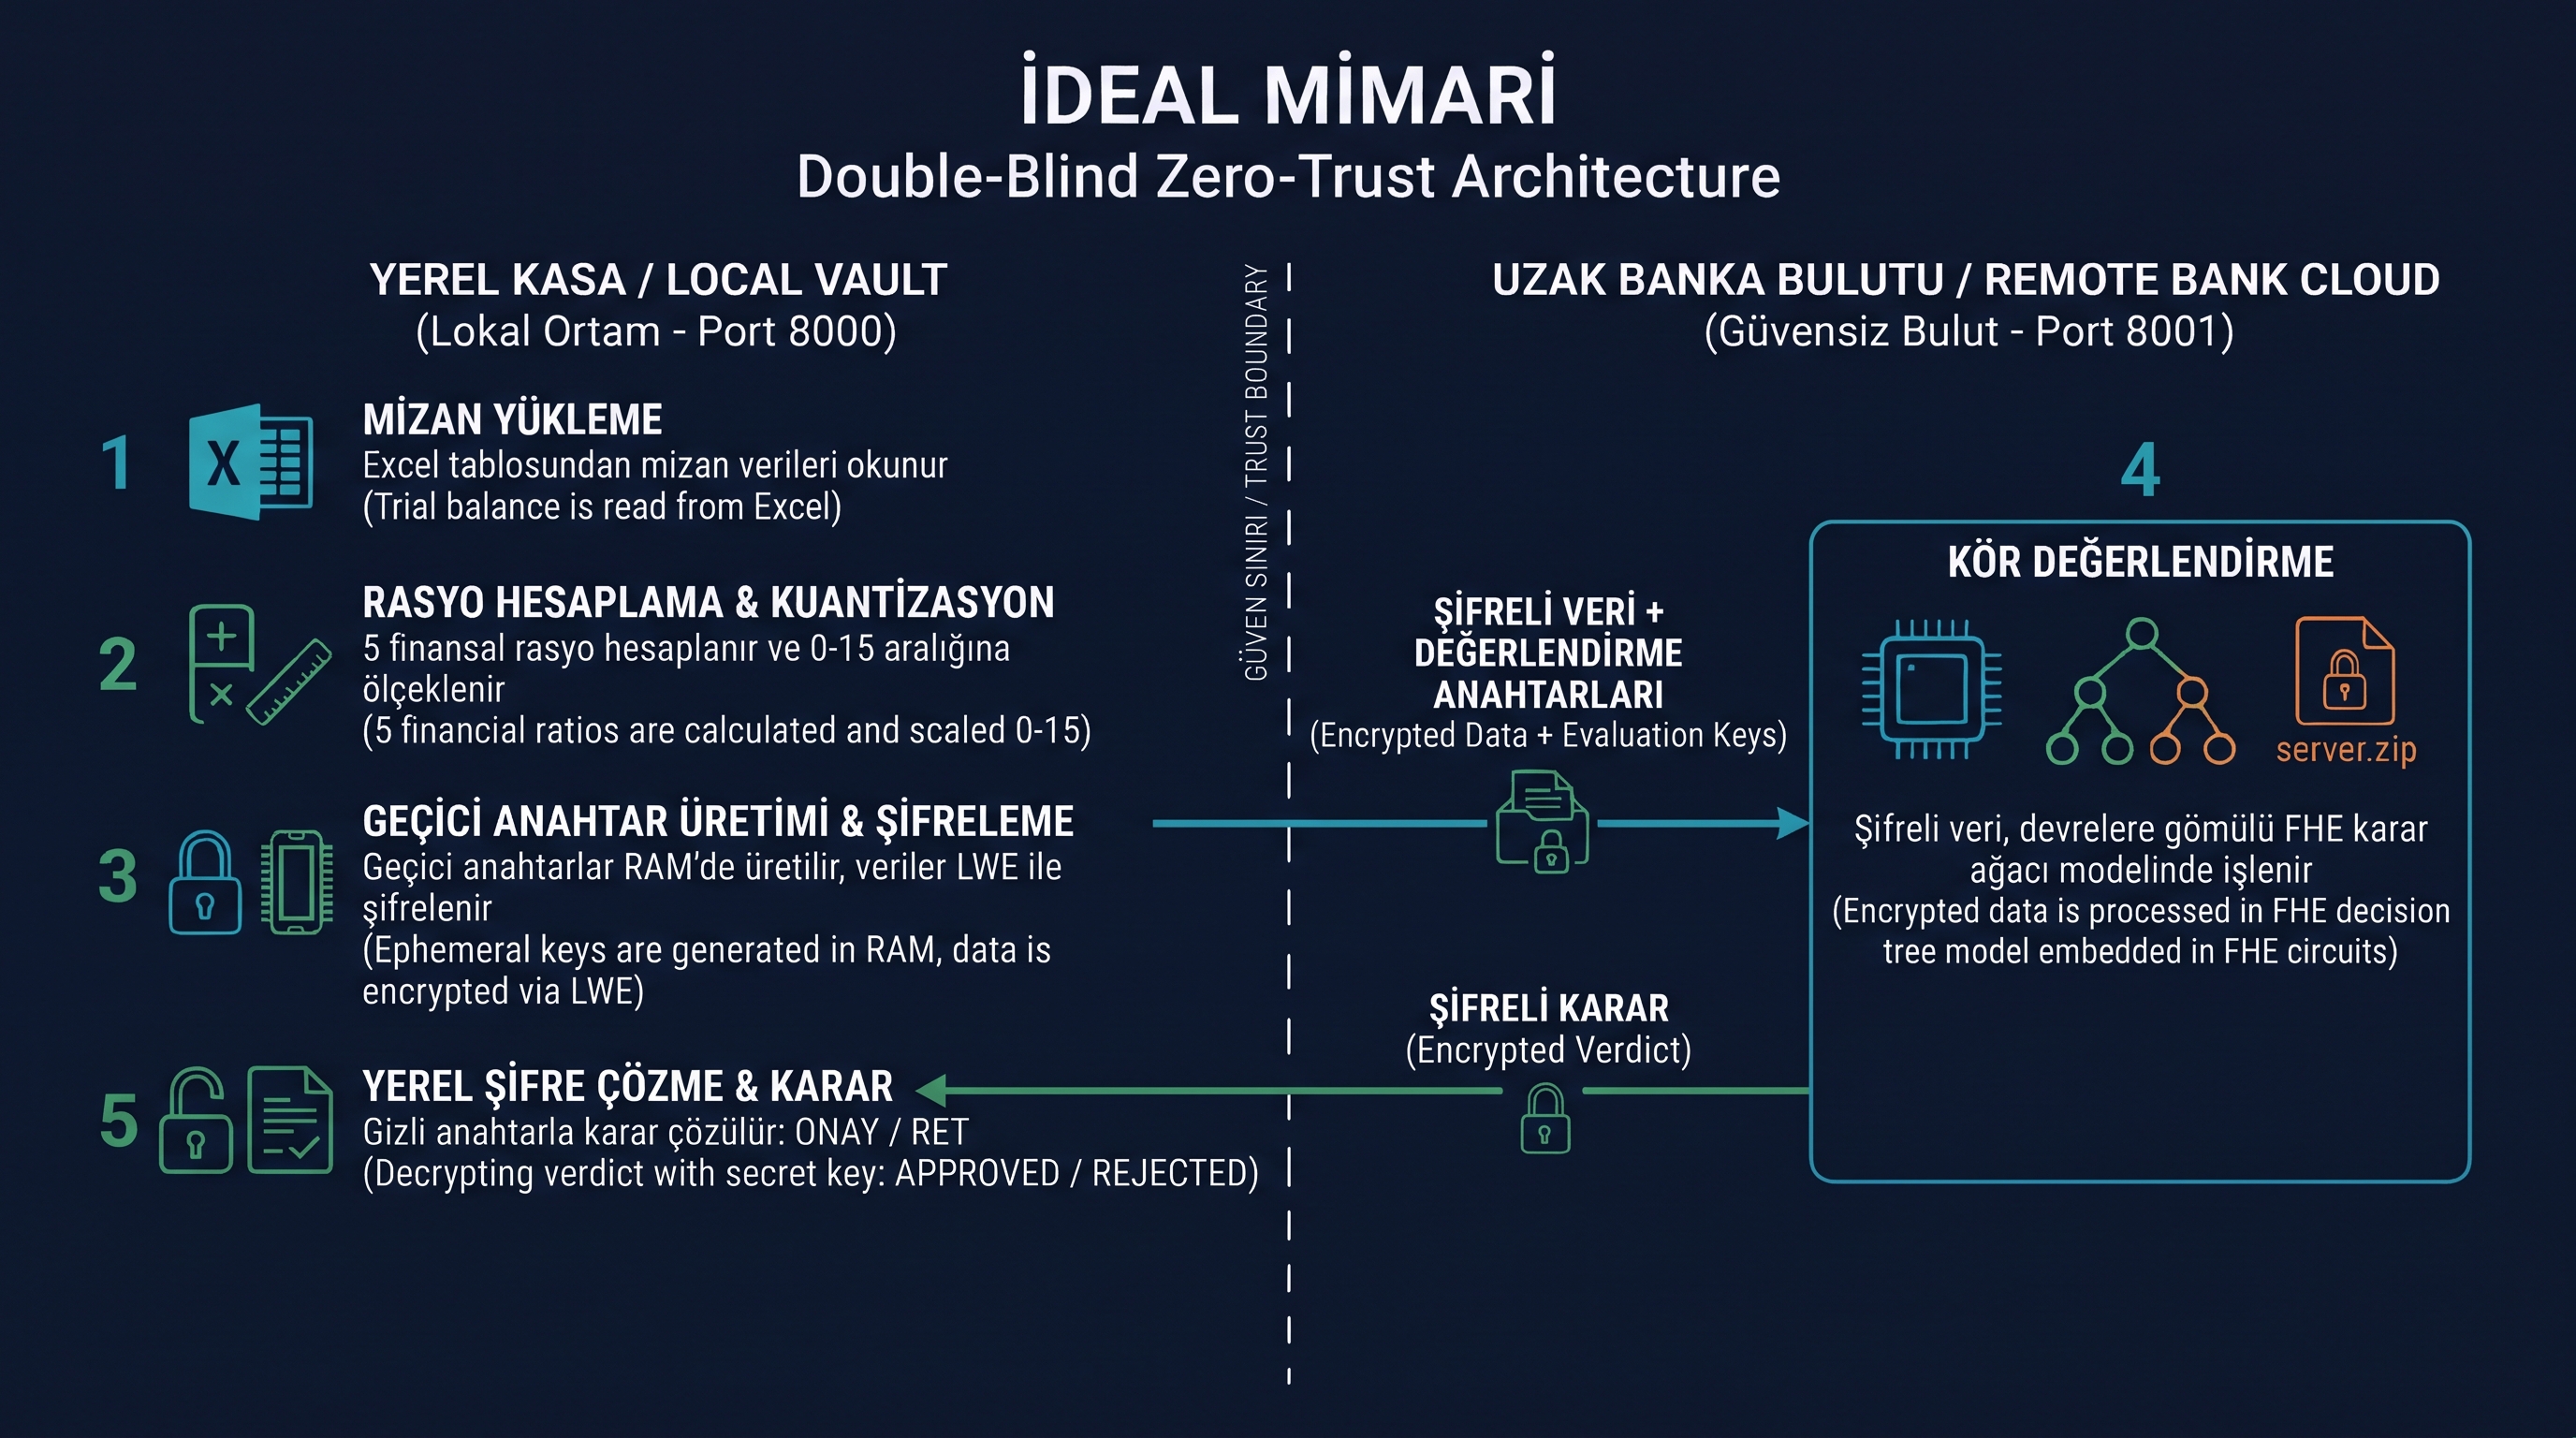 İDEAL MİMARİ
Double-Blind Zero-Trust Architecture
YEREL KASA / LOCAL VAULT
(Lokal Ortam - Port 8000)
1
X
MİZAN YÜKLEME
Excel tablosundan mizan verileri okunur
(Trial balance is read from Excel)
2
RASYO HESAPLAMA & KUANTİZASYON
5 finansal rasyo hesaplanır ve 0-15 aralığına
ölçeklenir
(5 financial ratios are calculated and scaled 0-15)
3
GEÇİCİ ANAHTAR ÜRETİMİ & ŞİFRELEME
Geçici anahtarlar RAM'de üretilir, veriler LWE ile
şifrelenir
(Ephemeral keys are generated in RAM, data is
encrypted via LWE)
5
YEREL ŞİFRE ÇÖZME & KARAR
Gizli anahtarla karar çözülür: ONAY / RET
(Decrypting verdict with secret key: APPROVED / REJECTED)
GÜVEN SINIRI / TRUST BOUNDARY
UZAK BANKA BULUTU / REMOTE BANK CLOUD
(Güvensiz Bulut - Port 8001)
ŞİFRELİ VERİ +
DEĞERLENDİRME
ANAHTARLARI
(Encrypted Data + Evaluation Keys)
ŞİFRELİ KARAR
(Encrypted Verdict)
4
KÖR DEĞERLENDİRME
server.zip
Şifreli veri, devrelere gömülü FHE karar
ağacı modelinde işlenir
(Encrypted data is processed in FHE decision
tree model embedded in FHE circuits)